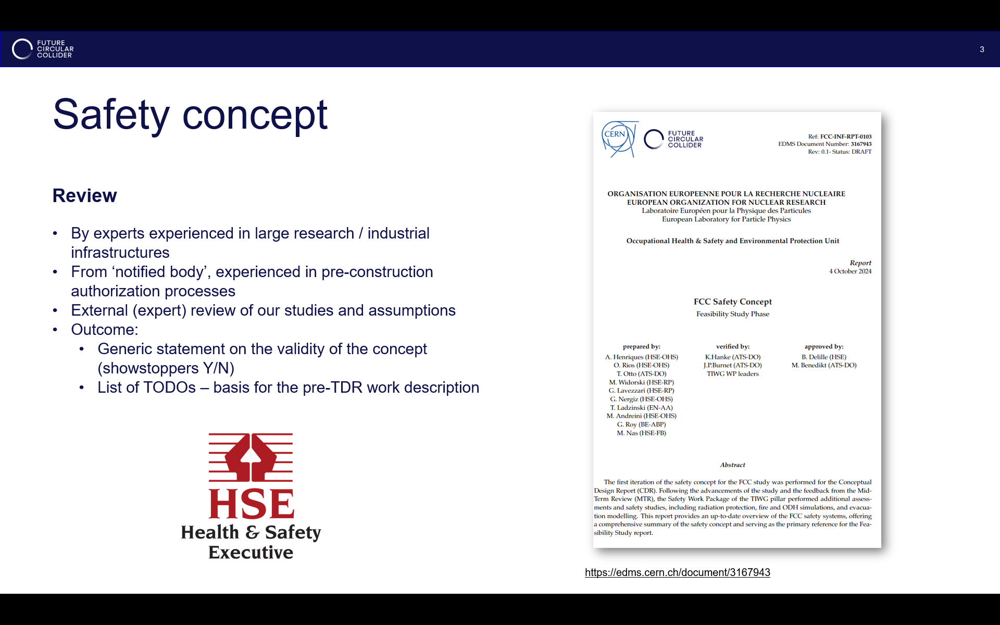 FUTURE
CIRCULAR
COLLIDER
3
Safety concept
Review
• By experts experienced in large research / industrial
infrastructures
• From ‘notified body’, experienced in pre-construction
authorization processes
• External (expert) review of our studies and assumptions
• Outcome:
• Generic statement on the validity of the concept
(showstoppers Y/N)
• List of TODOs – basis for the pre-TDR work description
HSE
Health & Safety
Executive
CERN
FUTURE
CIRCULAR
COLLIDER
Ref: FCC-INF-RPT-0103
EDMS Document Number: 3167943
Rev: 0.1- Status: DRAFT
ORGANISATION EUROPEENNE POUR LA RECHERCHE NUCLEAIRE
EUROPEAN ORGANIZATION FOR NUCLEAR RESEARCH
Laboratoire Européen pour la Physique des Particules
European Laboratory for Particle Physics
Occupational Health & Safety and Environmental Protection Unit
Report
4 October 2024
FCC Safety Concept
Feasibility Study Phase
prepared by:
A. Henriques (HSE-OHS)
O. Rios (HSE-OHS)
T. Otto (ATS-DO)
M. Widorski (HSE-RP)
G. Lavezzari (HSE-RP)
G. Nergiz (HSE-OHS)
T. Ladzinski (EN-AA)
M. Andreini (HSE-OHS)
G. Roy (BE-ABP)
M. Nas (HSE-FB)
verified by:
K.Hanke (ATS-DO)
J.P.Burnet (ATS-DO)
TIWG WP leaders
approved by:
B. Delille (HSE)
M. Benedikt (ATS-DO)
Abstract
The first iteration of the safety concept for the FCC study was performed for the Conceptual
Design Report (CDR). Following the advancements of the study and the feedback from the Mid-
Term Review (MTR), the Safety Work Package of the TIWG pillar performed additional assess-
ments and safety studies, including radiation protection, fire and ODH simulations, and evacua-
tion modelling. This report provides an up-to-date overview of the FCC safety systems, offering
a comprehensive summary of the safety concept and serving as the primary reference for the Fea-
sibility Study report.
https://edms.cern.ch/document/3167943